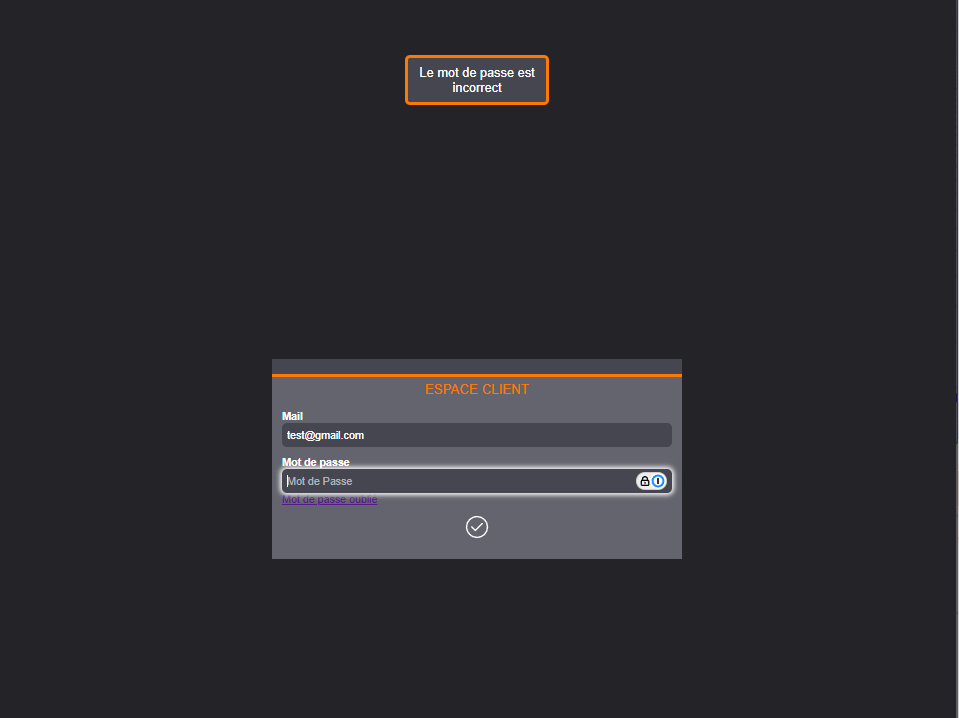 Le mot de passe est
incorrect
ESPACE CLIENT
Mail
test@gmail.com
Mot de passe
Mot de Passe
Mot de passe oublié